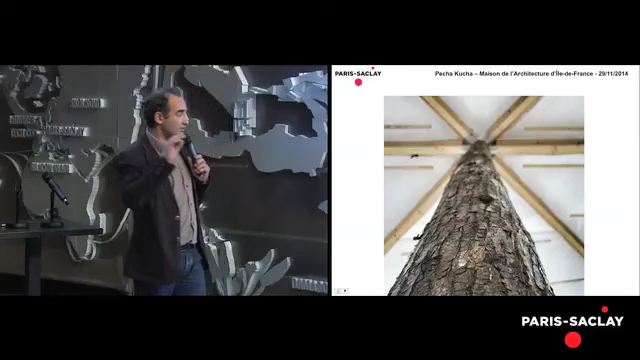 PARIS-SACLAY
Pecha Kucha – Maison de l'Architecture d'Île-de-France - 29/11/2014
PARIS-SACLAY